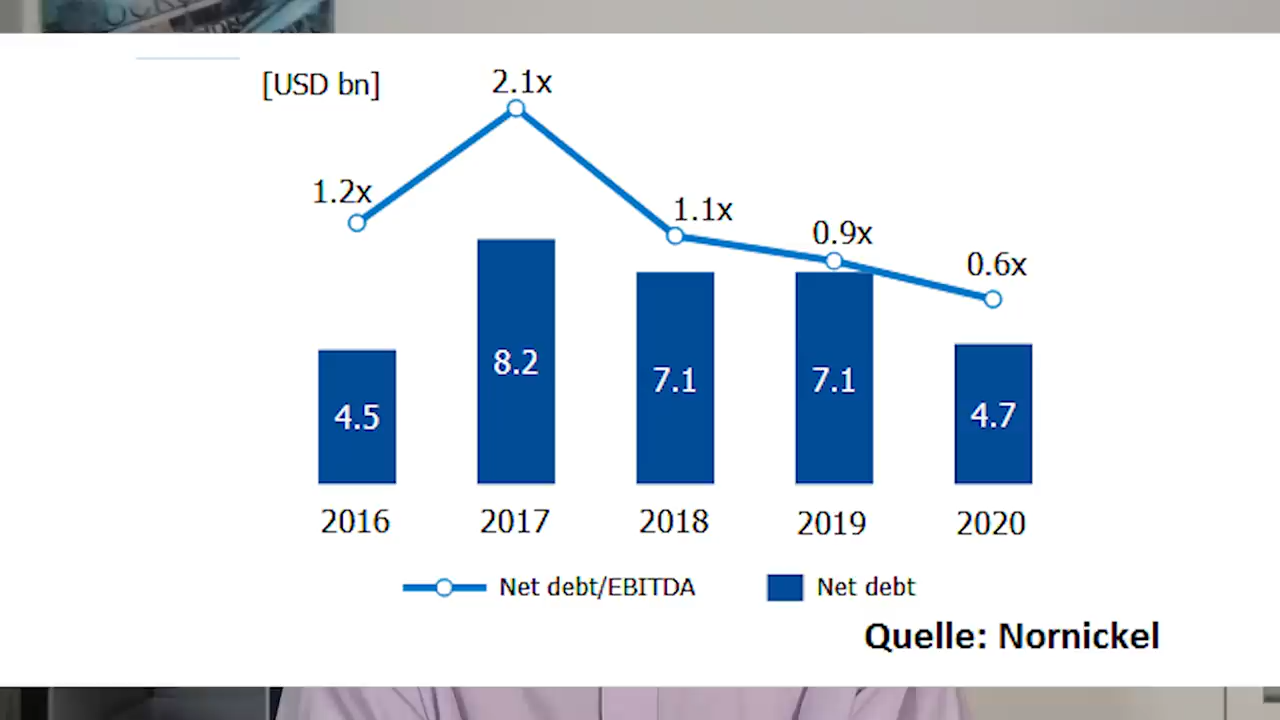 [USD bn]
2.1x
1.2x
1.1x
0.9x
0.6x
8.2
7.1
7.1
4.5
4.7
2016 2017 2018 2019 2020
Net debt/EBITDA Net debt
Quelle: Nornickel